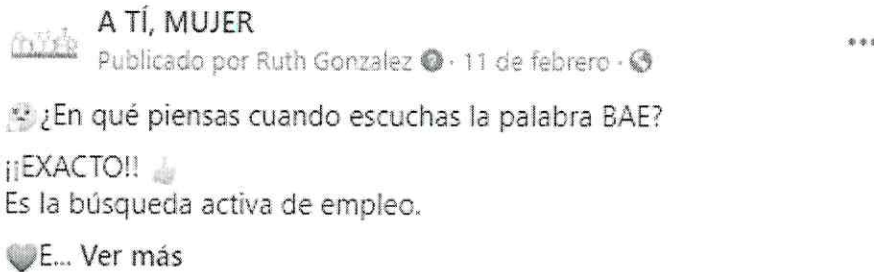 A TÍ, MUJER
Publicado por Ruth Gonzalez · 11 de febrero ·
¿En qué piensas cuando escuchas la palabra BAE?
¡¡EXACTO!!
Es la búsqueda activa de empleo.
E... Ver más